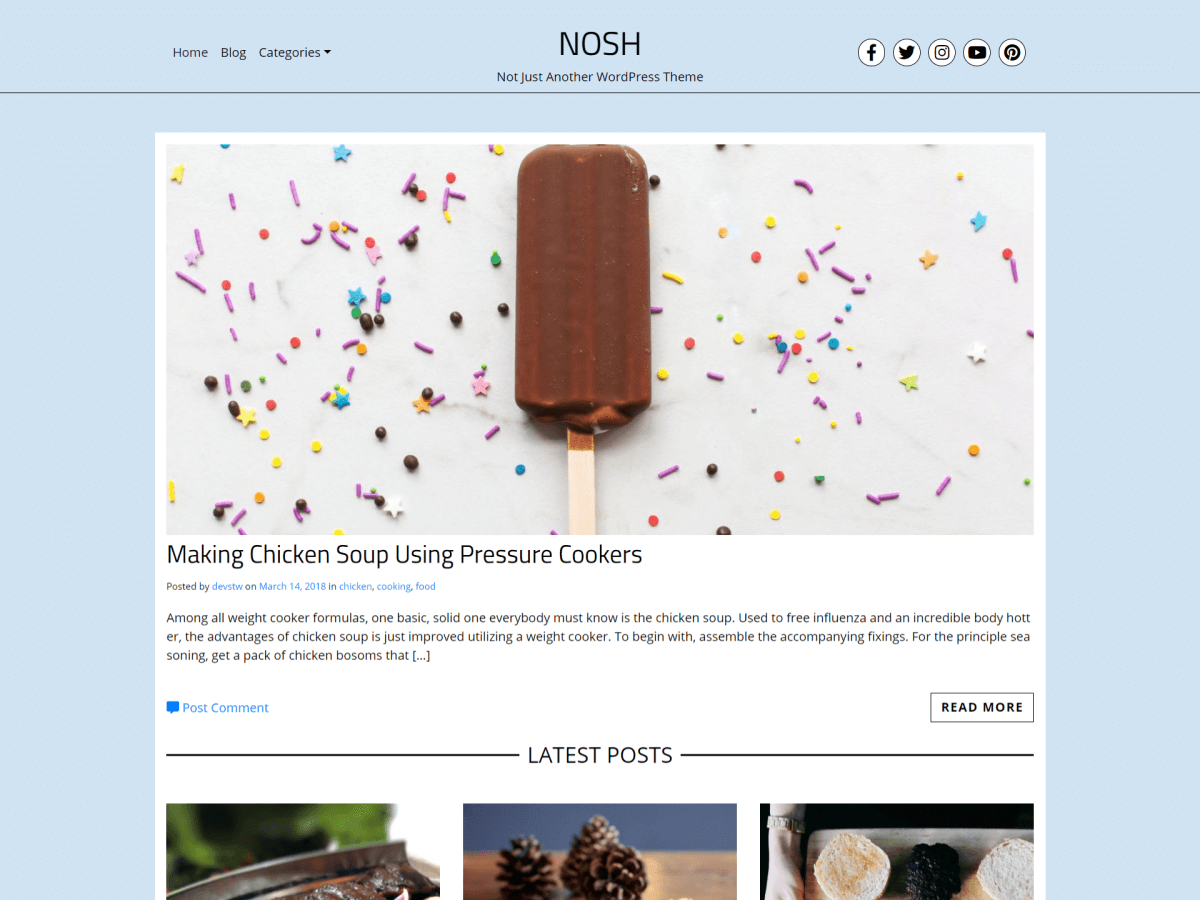 Home Blog Categories
NOSH
Not Just Another WordPress Theme
Making Chicken Soup Using Pressure Cookers
Posted by devstw on March 14, 2018 in chicken, cooking, food
Among all weight cooker formulas, one basic, solid one everybody must know is the chicken soup. Used to free influenza and an incredible body hott
er, the advantages of chicken soup is just improved utilizing a weight cooker. To begin with, assemble the accompanying fixings. For the principle sea
soning, get a pack of chicken bosoms that [...]
Post Comment
READ MORE
LATEST POSTS